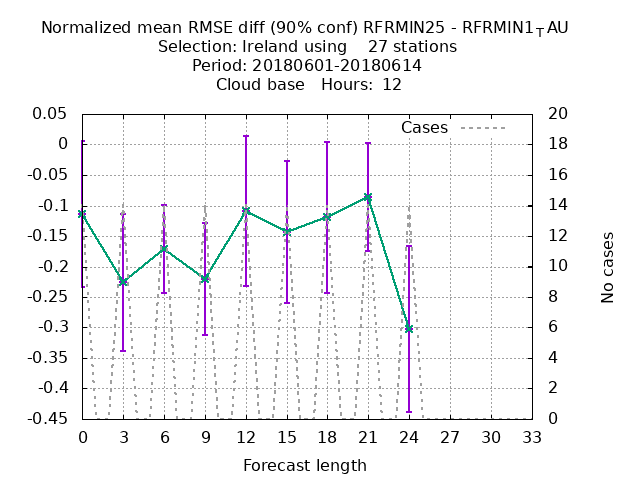 Normalized mean RMSE diff (90% conf) RFRMIN25 - RFRMIN1TAU
Selection: Ireland using 27 stations
Period: 20180601-20180614
Cloud base Hours: 12
Cases
0.05
0
-0.05
-0.1
-0.15
-0.2
-0.25
-0.3
-0.35
-0.4
-0.45
20
18
16
14
12
10
8
6
4
2
0
No cases
0 3 6 9 12 15 18 21 24 27 30 33
Forecast length